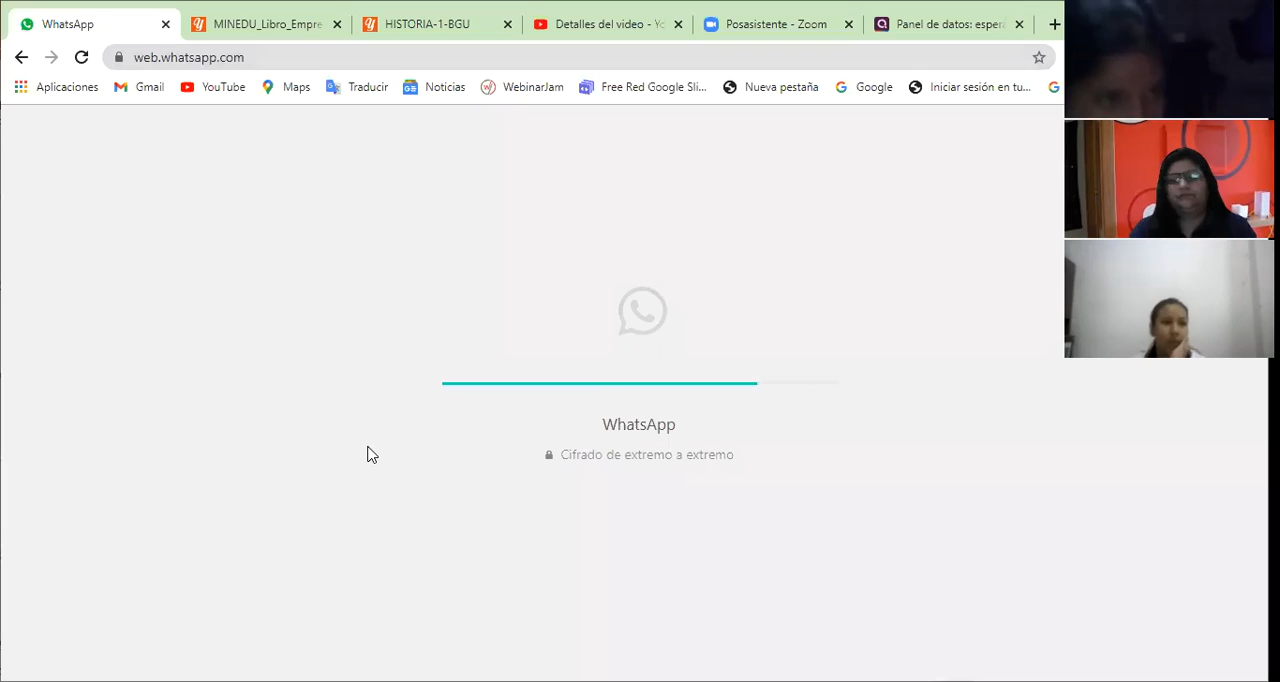 WhatsApp
MINEDU_Libro_Empre
HISTORIA-1-BGU
Detalles del video - Yo
Posasistente - Zoom
Panel de datos: espera
web.whatsapp.com
Aplicaciones
Gmail
YouTube
Maps
Traducir
Noticias
WebinarJam
Free Red Google Sli...
Nueva pestaña
Google
Iniciar sesión en tu...
WhatsApp
Cifrado de extremo a extremo